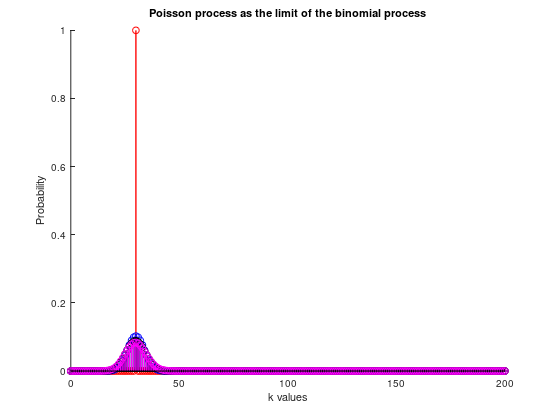 Poisson process as the limit of the binomial process
1
0.8
0.6
0.4
0.2
0
Probability
0 50 100 150 200
k values